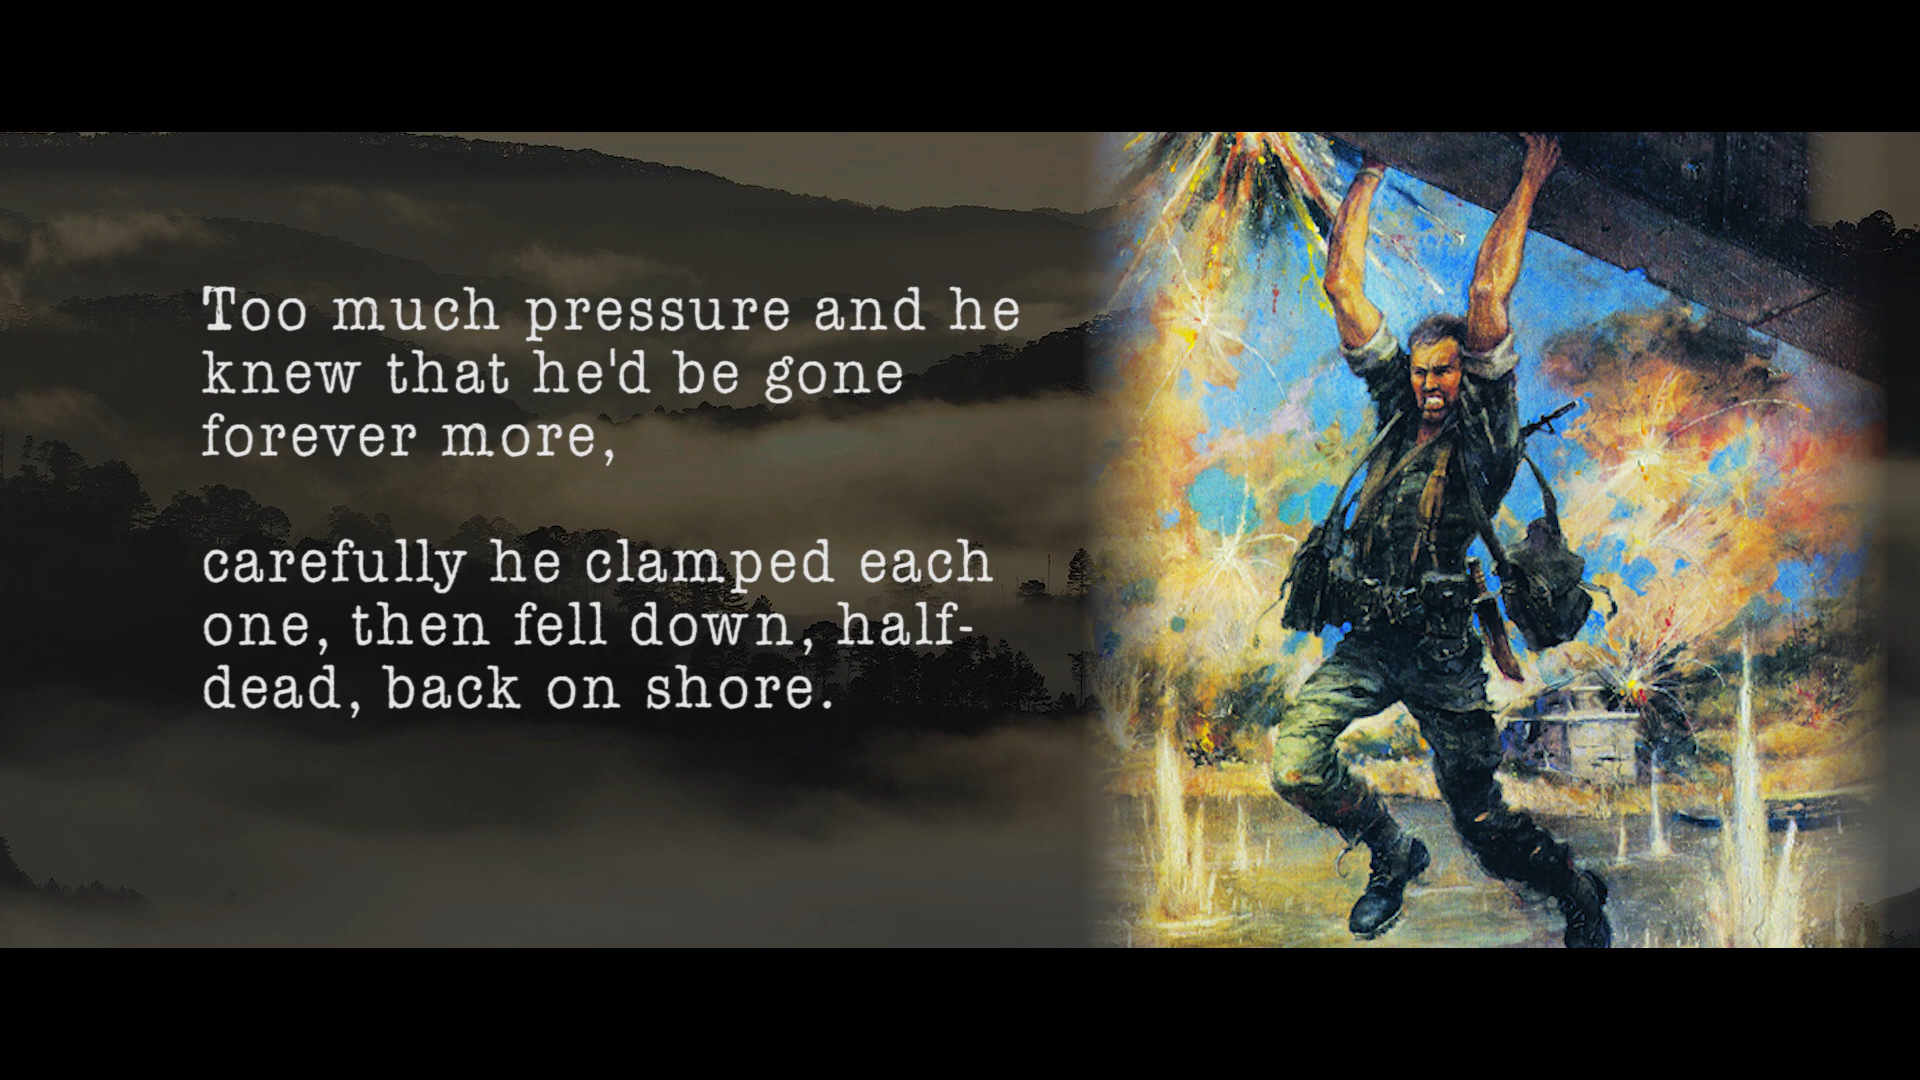 Too much pressure and he
knew that he'd be gone
forever more,
carefully he clamped each
one, then fell down, half-
dead, back on shore.